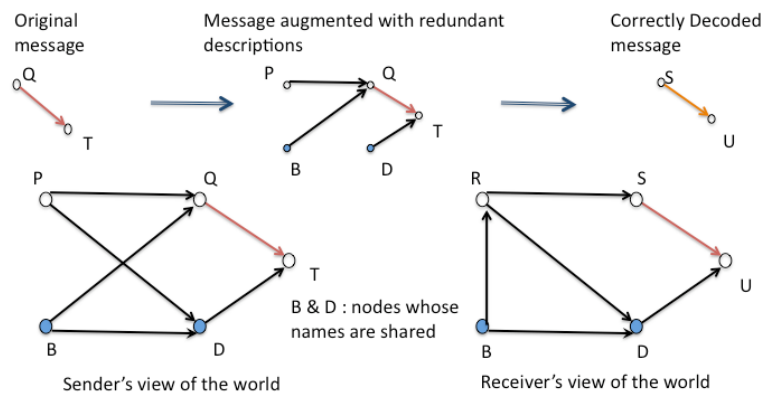 Original
message
Message augmented with redundant
descriptions
Correctly Decoded
message
Q
T
P
Q
T
B
D
S
U
P
Q
T
B
D
B & D : nodes whose
names are shared
R
S
U
B
D
Sender's view of the world
Receiver's view of the world